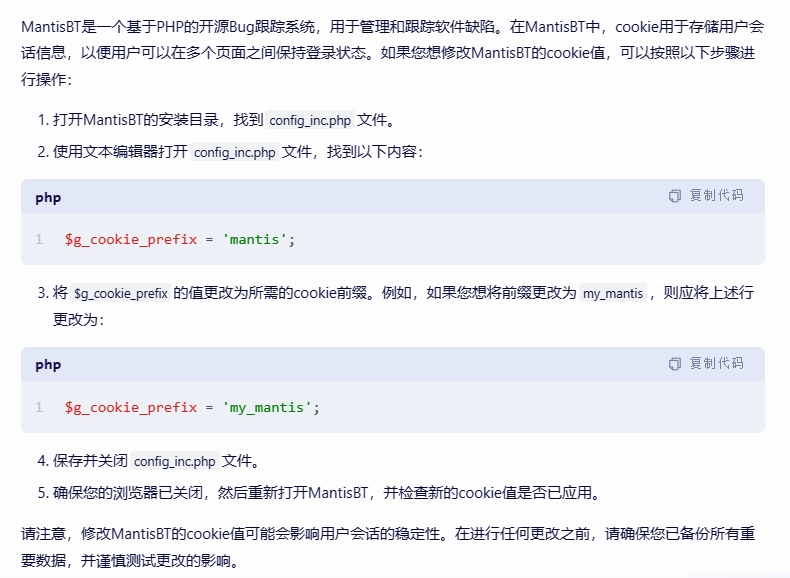 MantisBT是一个基于PHP的开源Bug跟踪系统，用于管理和跟踪软件缺陷。在MantisBT中，cookie用于存储用户会
话信息，以便用户可以在多个页面之间保持登录状态。如果您想修改MantisBT的cookie值，可以按照以下步骤进
行操作：
1. 打开MantisBT的安装目录，找到 config_inc.php 文件。
2. 使用文本编辑器打开 config_inc.php 文件，找到以下内容：
php 复制代码
1 $g_cookie_prefix = 'mantis';
3. 将 $g_cookie_prefix 的值更改为所需的cookie前缀。例如，如果您想将前缀更改为 my_mantis ，则应将上述行
更改为：
php 复制代码
1 $g_cookie_prefix = 'my_mantis';
4. 保存并关闭 config_inc.php 文件。
5. 确保您的浏览器已关闭，然后重新打开MantisBT，并检查新的cookie值是否已应用。
请注意，修改MantisBT的cookie值可能会影响用户会话的稳定性。在进行任何更改之前，请确保您已备份所有重
要数据，并谨慎测试更改的影响。